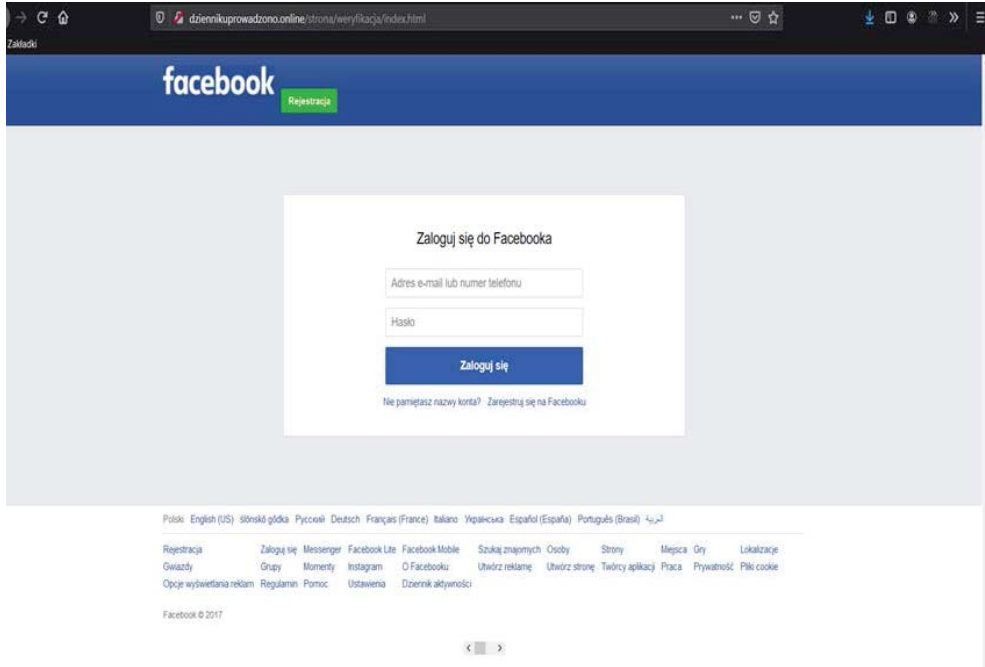 dziennikuprowadzono.online/strona/weryfikacja/index.html
Zakładki
facebook
Rejestracja
Zaloguj się do Facebooka
Adres e-mail lub numer telefonu
Hasło
Zaloguj się
Nie pamiętasz nazwy konta? Zarejestruj się na Facebooku
Polski English (US) ślōnskŏ gŏdka Русский Deutsch Français (France) Italiano Українська Español (España) Português (Brasil) العربية
Rejestracja Zaloguj się Messenger Facebook Lite Facebook Mobile Szukaj znajomych Osoby Strony Miejsca Gry Lokalizacje
Gwiazdy Grupy Momenty Instagram O Facebooku Utwórz reklamę Utwórz stronę Twórcy aplikacji Praca Prywatność Pliki cookie
Opcje wyświetlania reklam Regulamin Pomoc Ustawienia Dziennik aktywności
Facebook © 2017